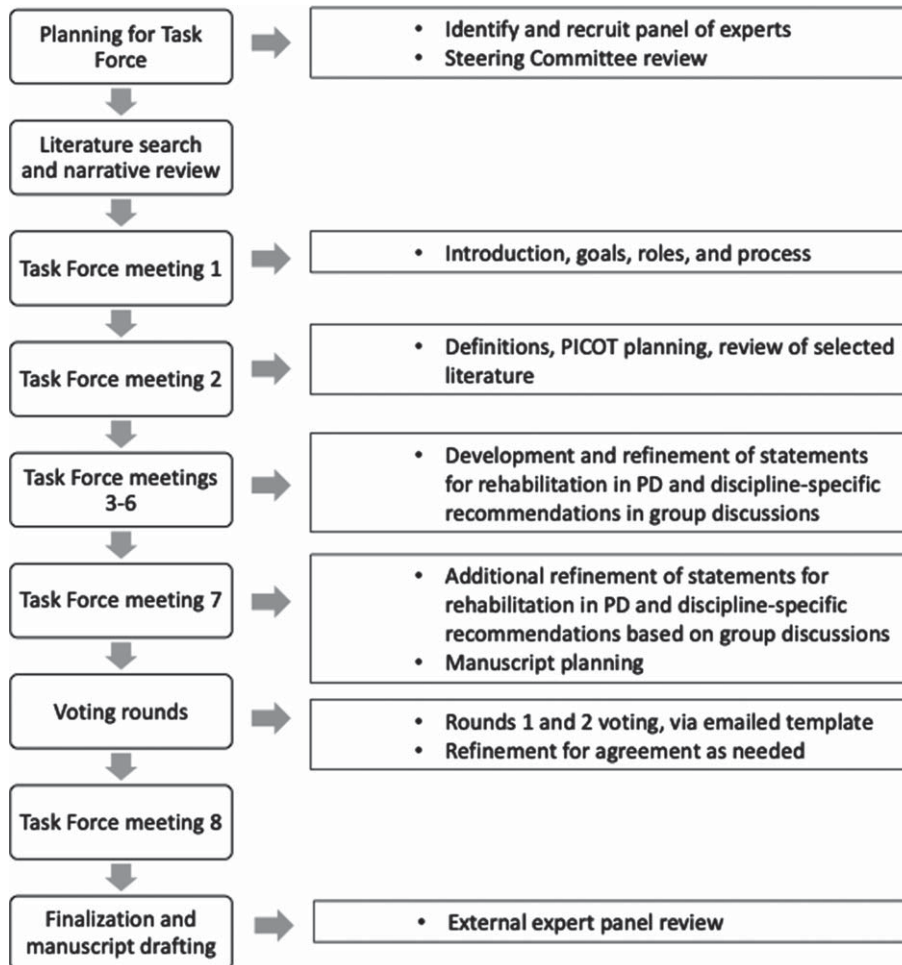 Planning for Task
Force
• Identify and recruit panel of experts
• Steering Committee review
Literature search
and narrative review
Task Force meeting 1
• Introduction, goals, roles, and process
Task Force meeting 2
• Definitions, PICOT planning, review of selected
literature
Task Force meetings
3-6
• Development and refinement of statements
for rehabilitation in PD and discipline-specific
recommendations in group discussions
Task Force meeting 7
• Additional refinement of statements for
rehabilitation in PD and discipline-specific
recommendations based on group discussions
• Manuscript planning
Voting rounds
• Rounds 1 and 2 voting, via emailed template
• Refinement for agreement as needed
Task Force meeting 8
Finalization and
manuscript drafting
• External expert panel review